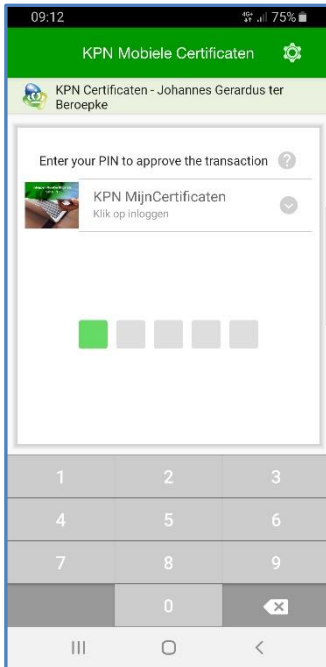 09:12
4G+ 75%
KPN Mobiele Certificaten
KPN Certificaten - Johannes Gerardus ter
Beroepke
Enter your PIN to approve the transaction ?
KPN MijnCertificaten
Klik op inloggen
1 2 3
4 5 6
7 8 9
0